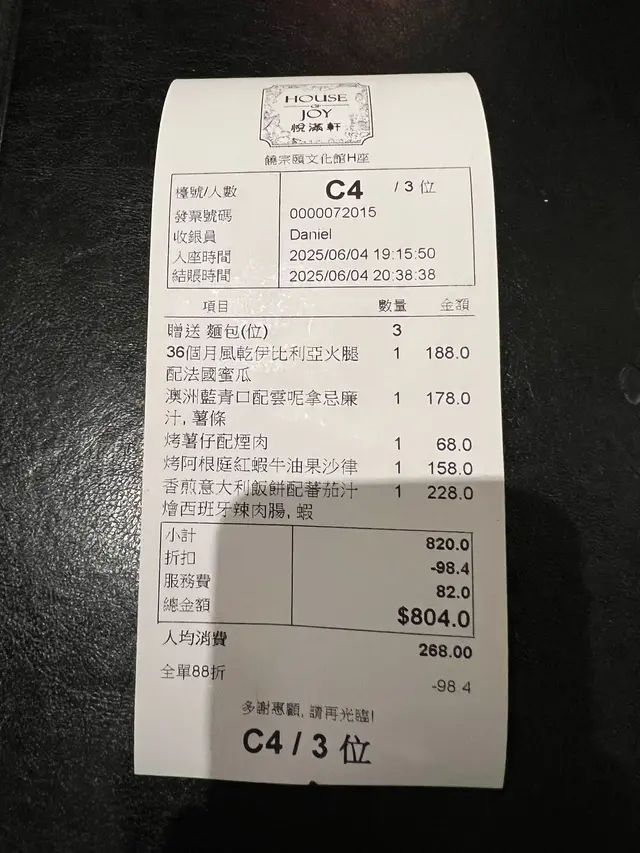 HOUSE
OF
JOY
悅滿軒
饒宗頤文化館H座
檯號/人數 C4 / 3 位
發票號碼 0000072015
收銀員 Daniel
入座時間 2025/06/04 19:15:50
結賬時間 2025/06/04 20:38:38
項目 數量 金額
贈送 麵包(位) 3
36個月風乾伊比利亞火腿 1 188.0
配法國蜜瓜
澳洲藍青口配雲呢拿忌廉 1 178.0
汁, 薯條
烤薯仔配煙肉 1 68.0
烤阿根庭紅蝦牛油果沙律 1 158.0
香煎意大利飯餅配蕃茄汁 1 228.0
燴西班牙辣肉腸, 蝦
小計 820.0
折扣 -98.4
服務費 82.0
總金額 $804.0
人均消費 268.00
全單88折 -98.4
多謝惠顧, 請再光臨!
C4 / 3 位